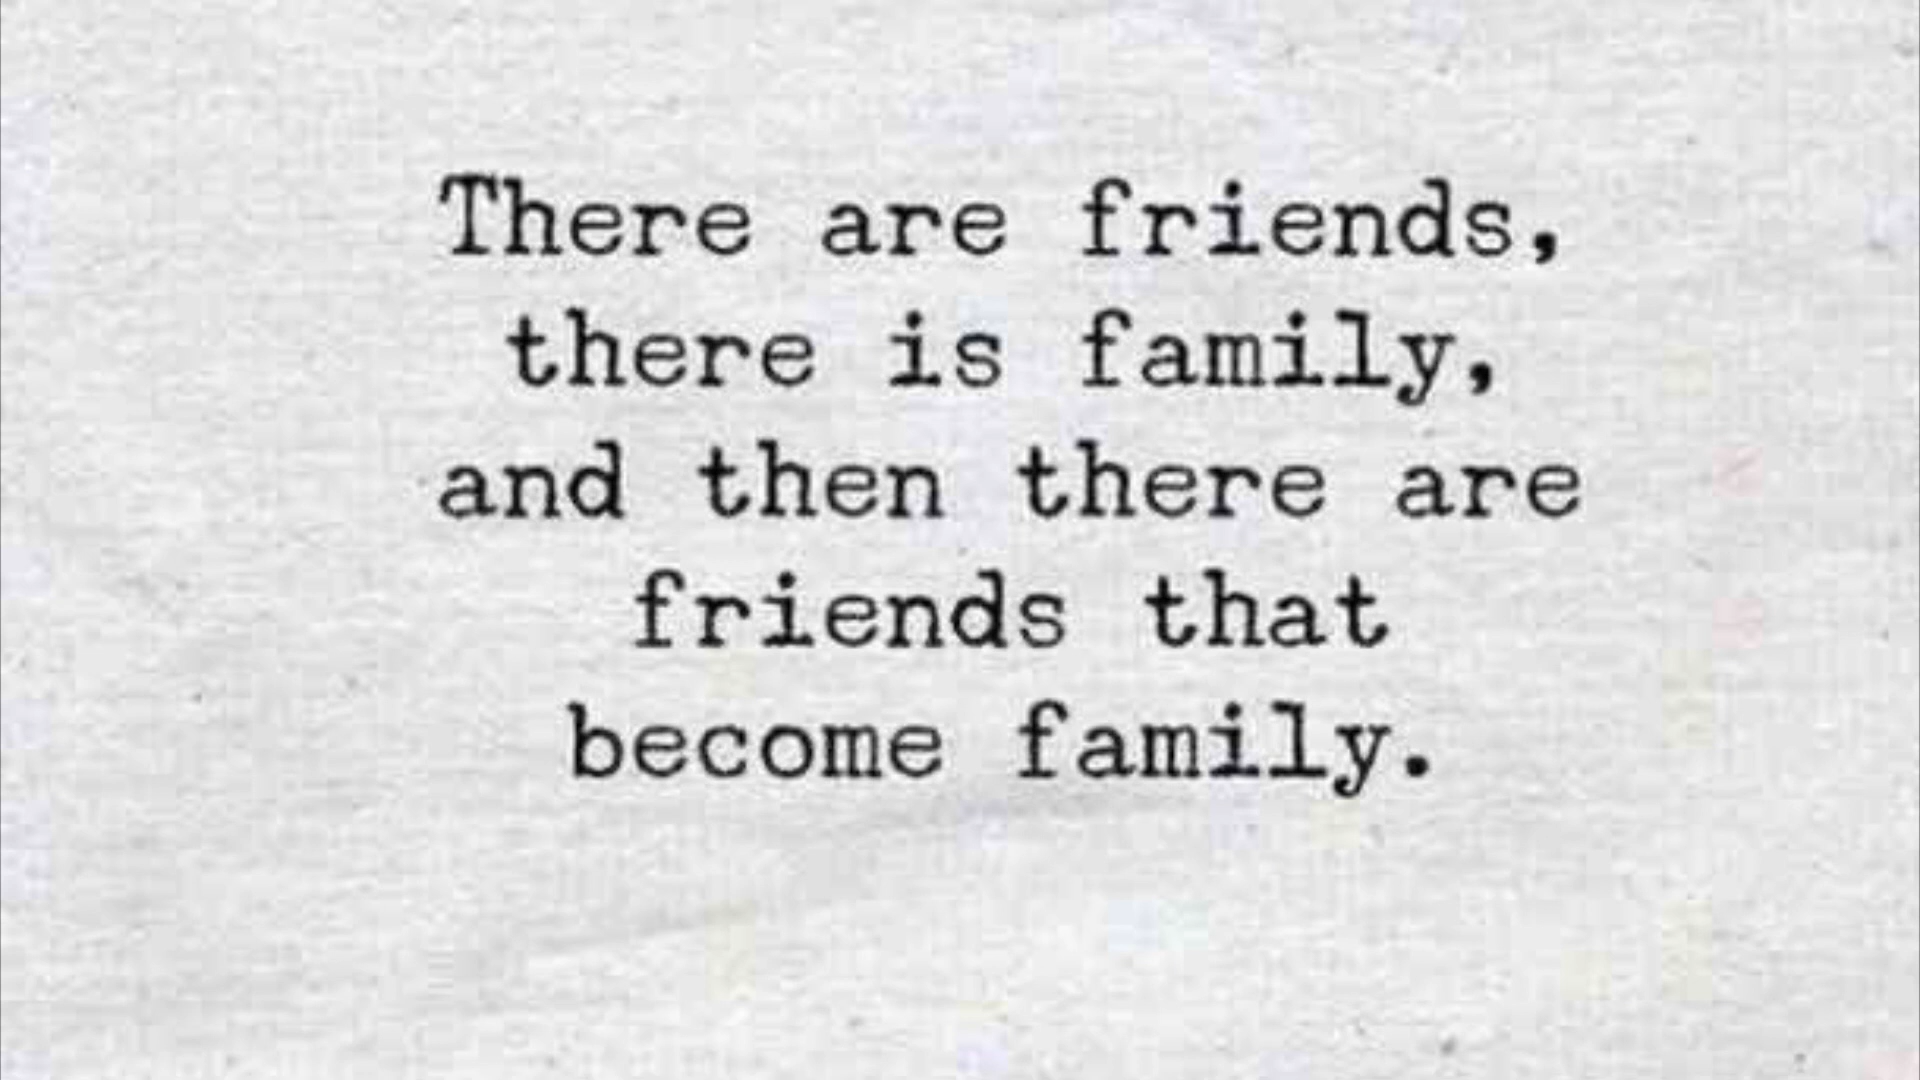 There are friends,
there is family,
and then there are
friends that
become family.